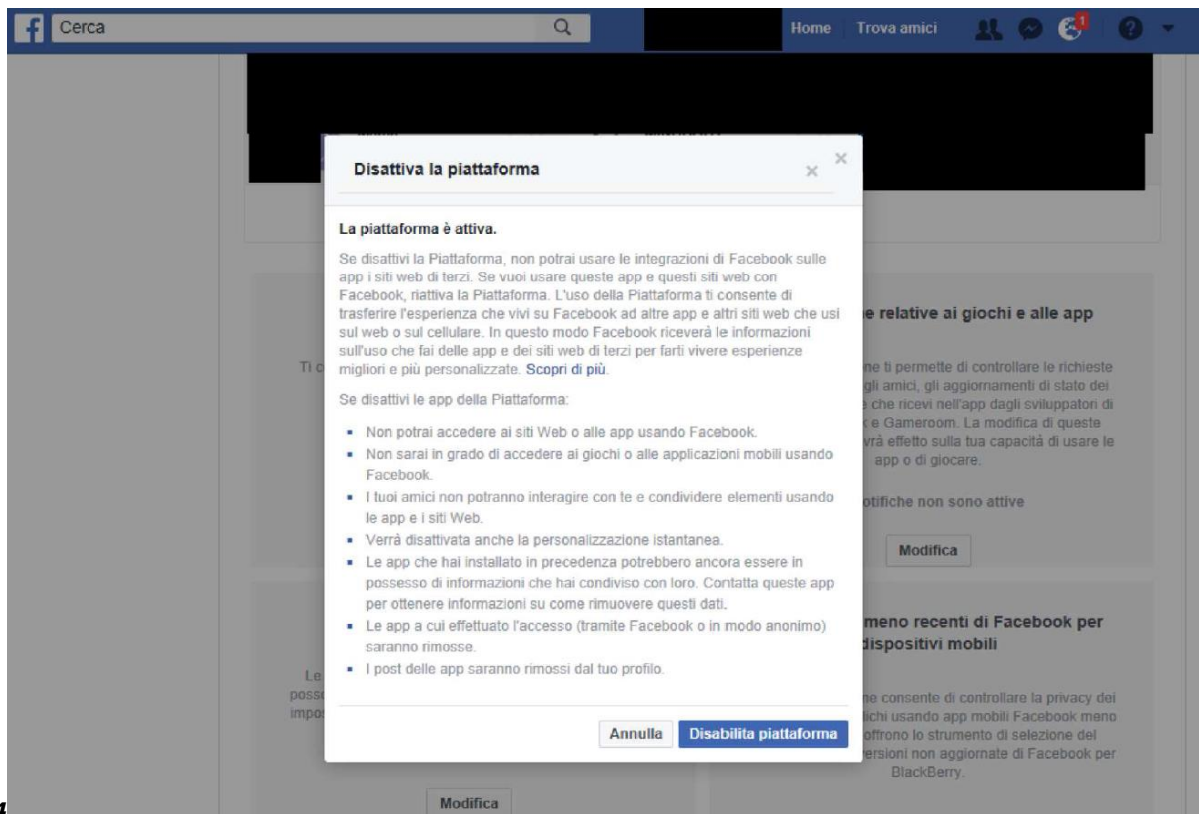 f Cerca Home Trova amici 1 ?
Disattiva la piattaforma
La piattaforma è attiva.
Se disattivi la Piattaforma, non potrai usare le integrazioni di Facebook sulle
app i siti web di terzi. Se vuoi usare queste app e questi siti web con
Facebook, riattiva la Piattaforma. L'uso della Piattaforma ti consente di
trasferire l'esperienza che vivi su Facebook ad altre app e altri siti web che usi
sul web o sul cellulare. In questo modo Facebook riceverà le informazioni
sull'uso che fai delle app e dei siti web di terzi per farti vivere esperienze
migliori e più personalizzate. Scopri di più.
Se disattivi le app della Piattaforma:
Non potrai accedere ai siti Web o alle app usando Facebook.
Non sarai in grado di accedere ai giochi o alle applicazioni mobili usando
Facebook.
I tuoi amici non potranno interagire con te e condividere elementi usando
le app e i siti Web.
Verrà disattivata anche la personalizzazione istantanea.
Le app che hai installato in precedenza potrebbero ancora essere in
possesso di informazioni che hai condiviso con loro. Contatta queste app
per ottenere informazioni su come rimuovere questi dati.
Le app a cui effettuato l'accesso (tramite Facebook o in modo anonimo)
saranno rimosse.
I post delle app saranno rimossi dal tuo profilo.
Annulla Disabilita piattaforma
relative ai giochi e alle app
ti permette di controllare le richieste
amici, gli aggiornamenti di stato dei
che ricevi nell'app dagli sviluppatori di
e Gameroom. La modifica di queste
effetto sulla tua capacità di usare le
app o di giocare.
non sono attive
Modifica
meno recenti di Facebook per
dispositivi mobili
consente di controllare la privacy dei
usando app mobili Facebook meno
offrono lo strumento di selezione del
versioni non aggiornate di Facebook per
BlackBerry.
Le
Modifica